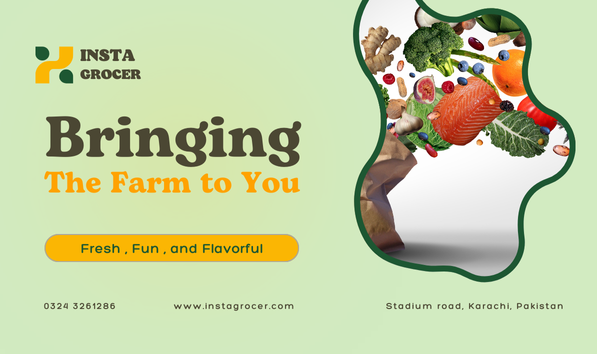 INSTA
GROCER
Bringing
The Farm to You
Fresh , Fun , and Flavorful
0324 3261286
www.instagrocer.com
Stadium road, Karachi, Pakistan